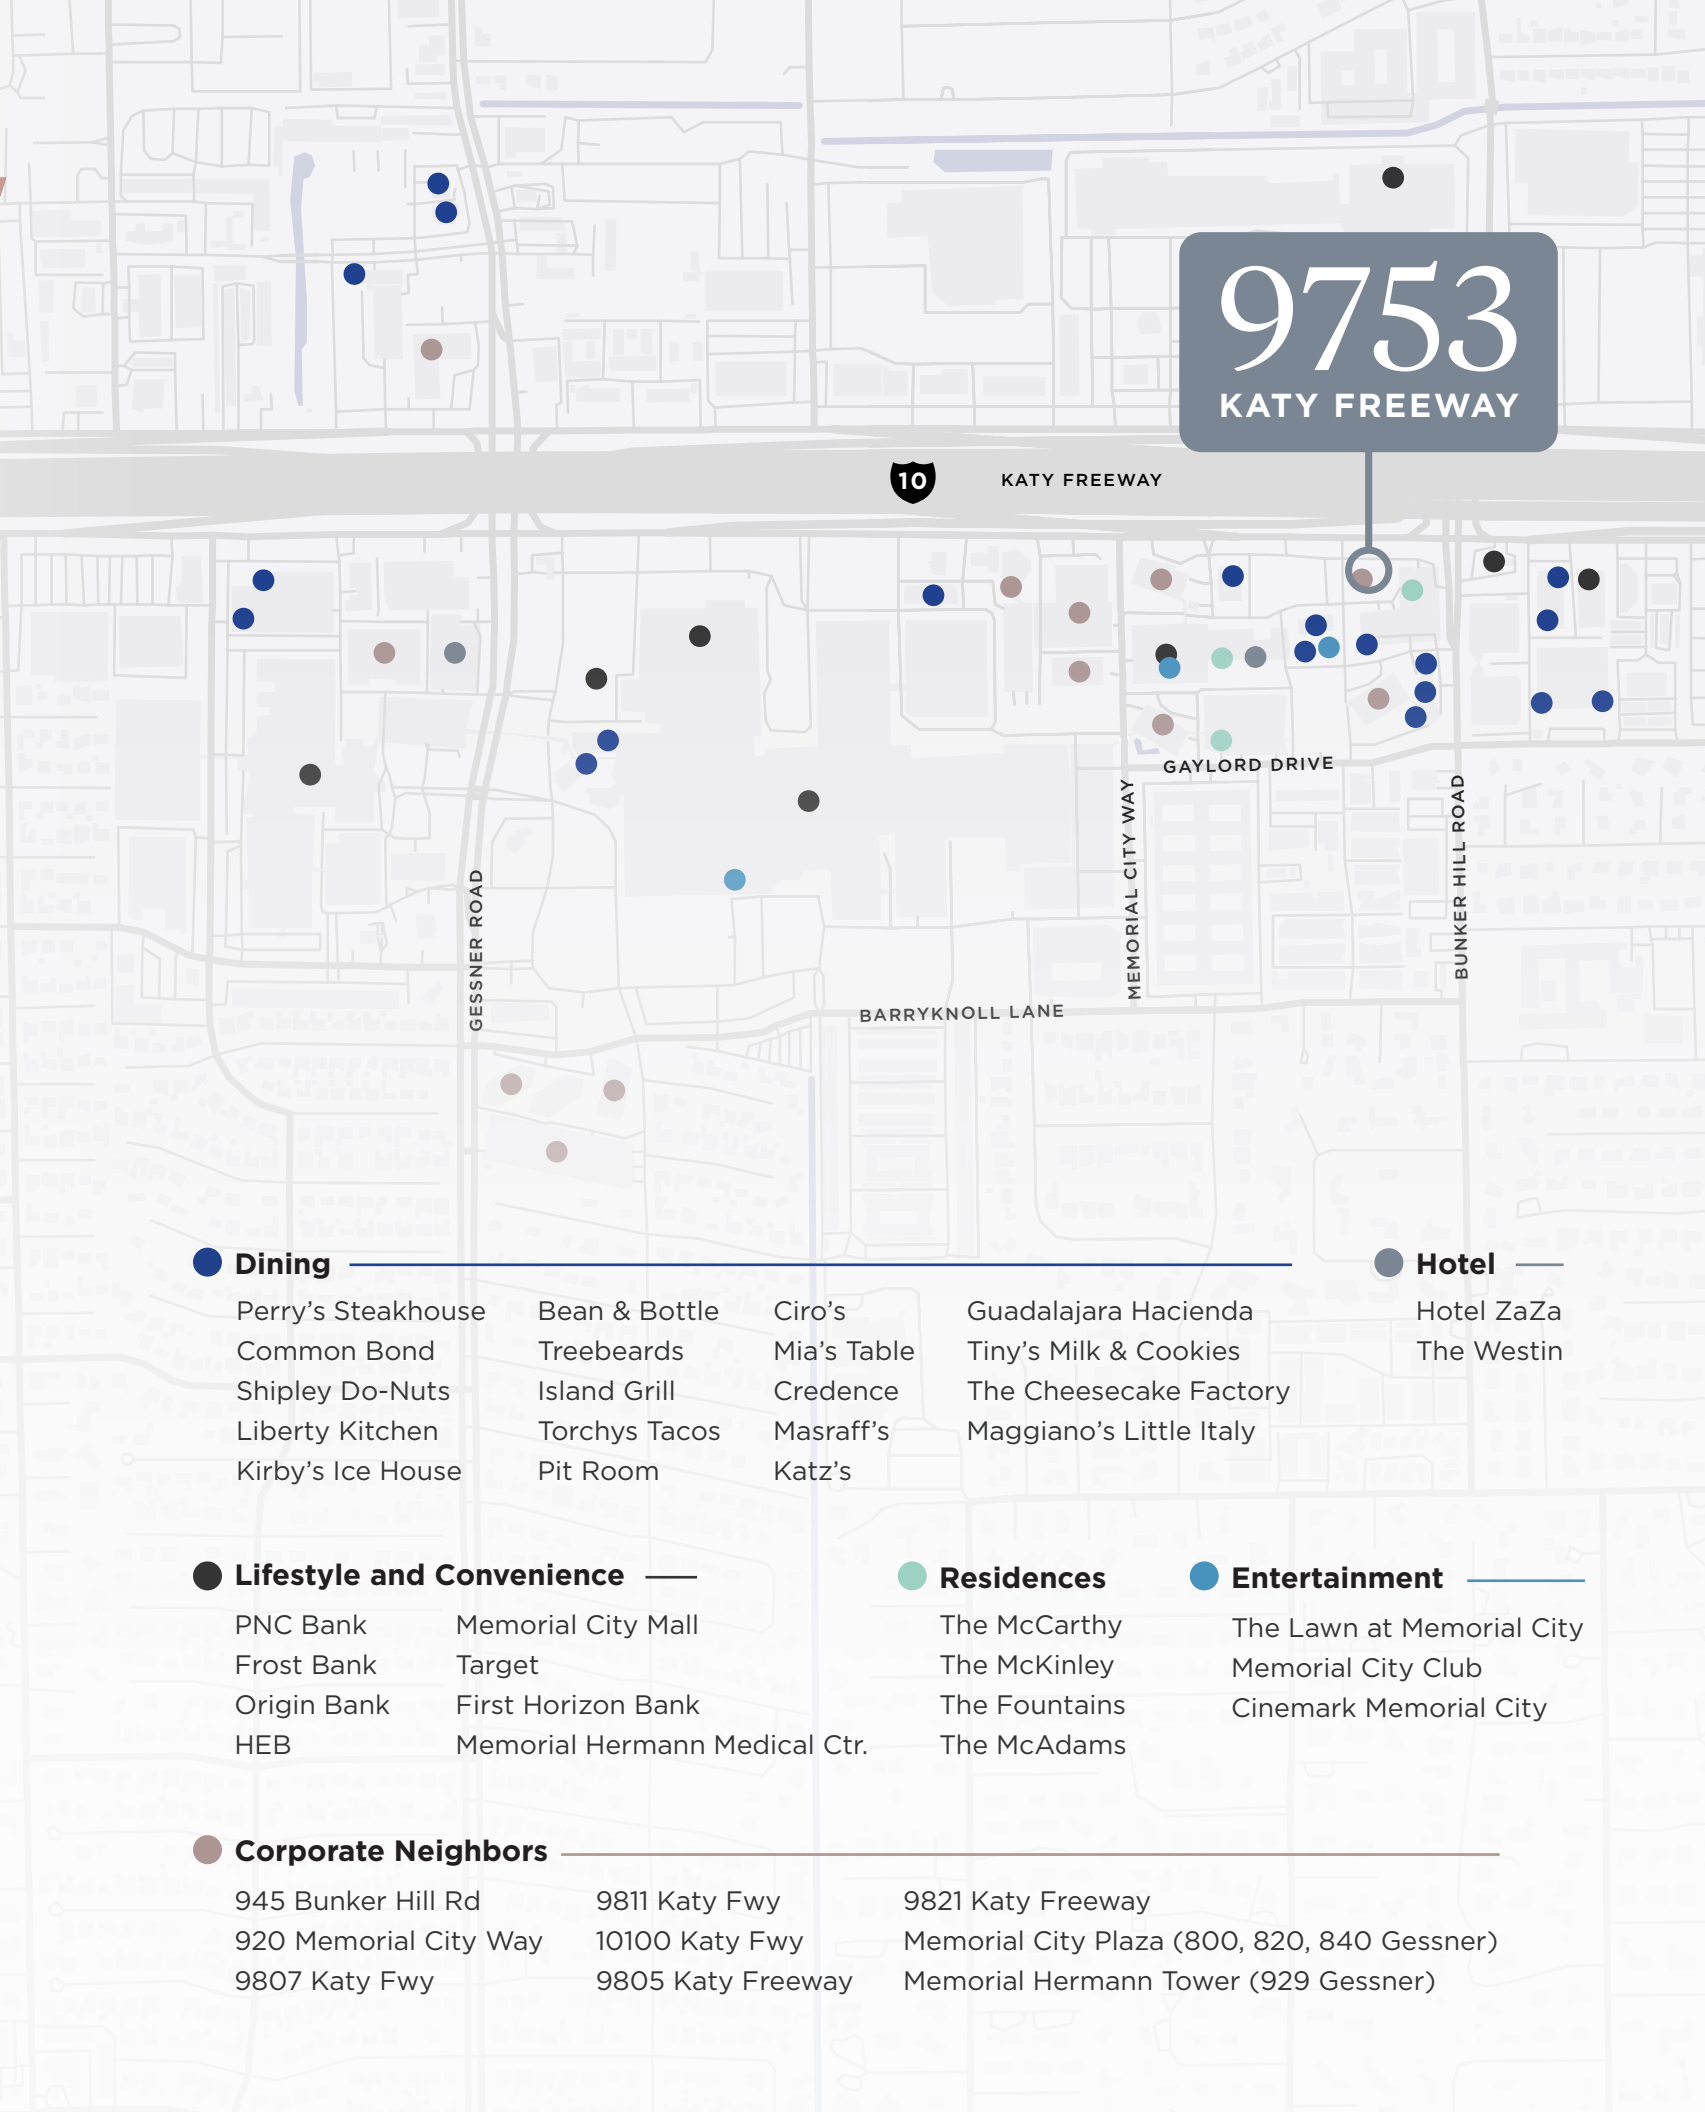 9753
KATY FREEWAY
10
KATY FREEWAY
GAYLORD DRIVE
MEMORIAL CITY WAY
BUNKER HILL ROAD
GESSNER ROAD
BARRYKNOLL LANE
Dining
Perry's Steakhouse
Common Bond
Shipley Do-Nuts
Liberty Kitchen
Kirby's Ice House
Bean & Bottle
Treebeards
Island Grill
Torchys Tacos
Pit Room
Ciro's
Mia's Table
Credence
Masraff's
Katz's
Guadalajara Hacienda
Tiny's Milk & Cookies
The Cheesecake Factory
Maggiano's Little Italy
Hotel
Hotel ZaZa
The Westin
Lifestyle and Convenience
PNC Bank
Frost Bank
Origin Bank
HEB
Memorial City Mall
Target
First Horizon Bank
Memorial Hermann Medical Ctr.
Residences
The McCarthy
The McKinley
The Fountains
The McAdams
Entertainment
The Lawn at Memorial City
Memorial City Club
Cinemark Memorial City
Corporate Neighbors
945 Bunker Hill Rd
920 Memorial City Way
9807 Katy Fwy
9811 Katy Fwy
10100 Katy Fwy
9805 Katy Freeway
9821 Katy Freeway
Memorial City Plaza (800, 820, 840 Gessner)
Memorial Hermann Tower (929 Gessner)